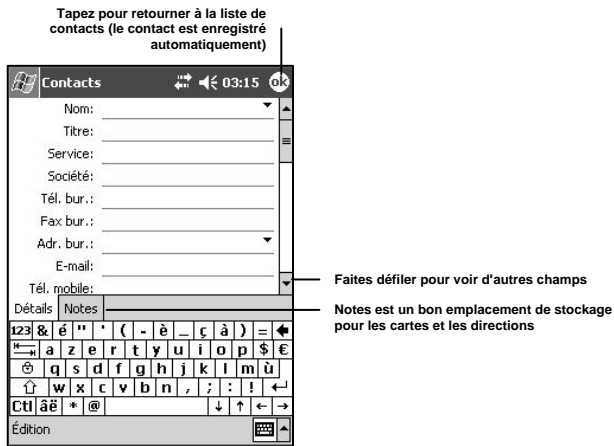 Tapez pour retourner à la liste de
contacts (le contact est enregistré
automatiquement)
Contacts 03:15 ok
Nom:
Titre:
Service:
Société:
Tél. bur.:
Fax bur.:
Adr. bur.:
E-mail:
Tél. mobile:
Faites défiler pour voir d'autres champs
Détails Notes
Notes est un bon emplacement de stockage
pour les cartes et les directions
123 & é " ' ( - è _ ç à ) =
a z e r t y u i o p $ €
q s d f g h j k l m ù
w x c v b n , ; : !
Ctl âë * @
Édition